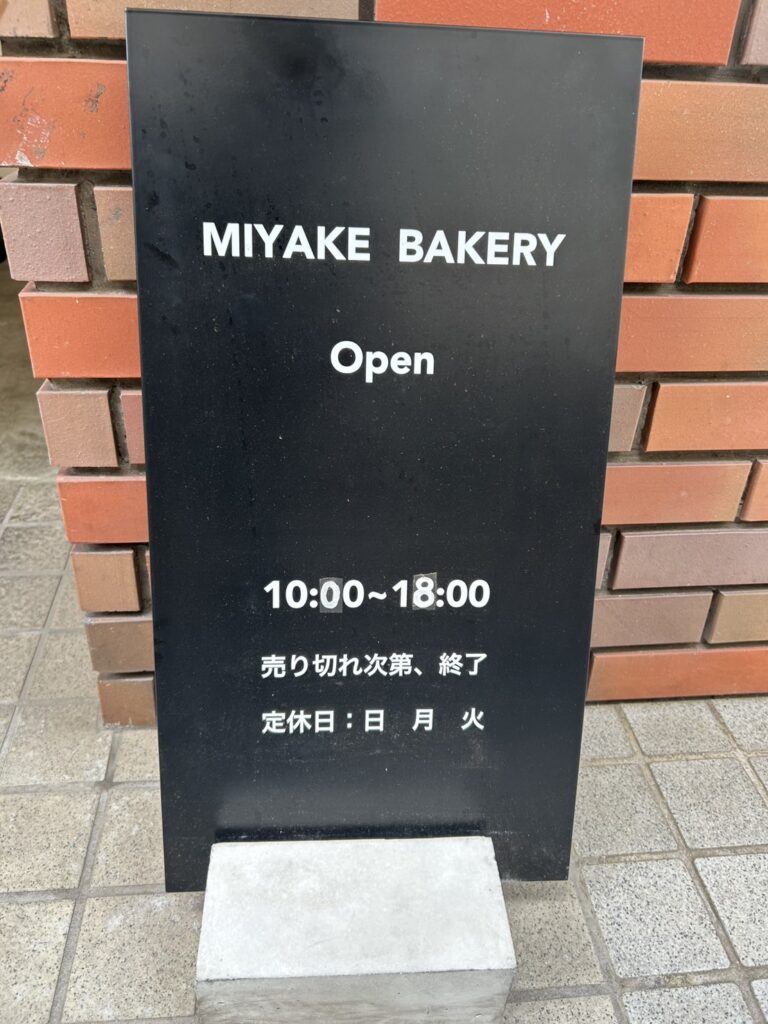 MIYAKE BAKERY
Open
10:00~18:00
売り切れ次第、終了
定休日：日 月 火